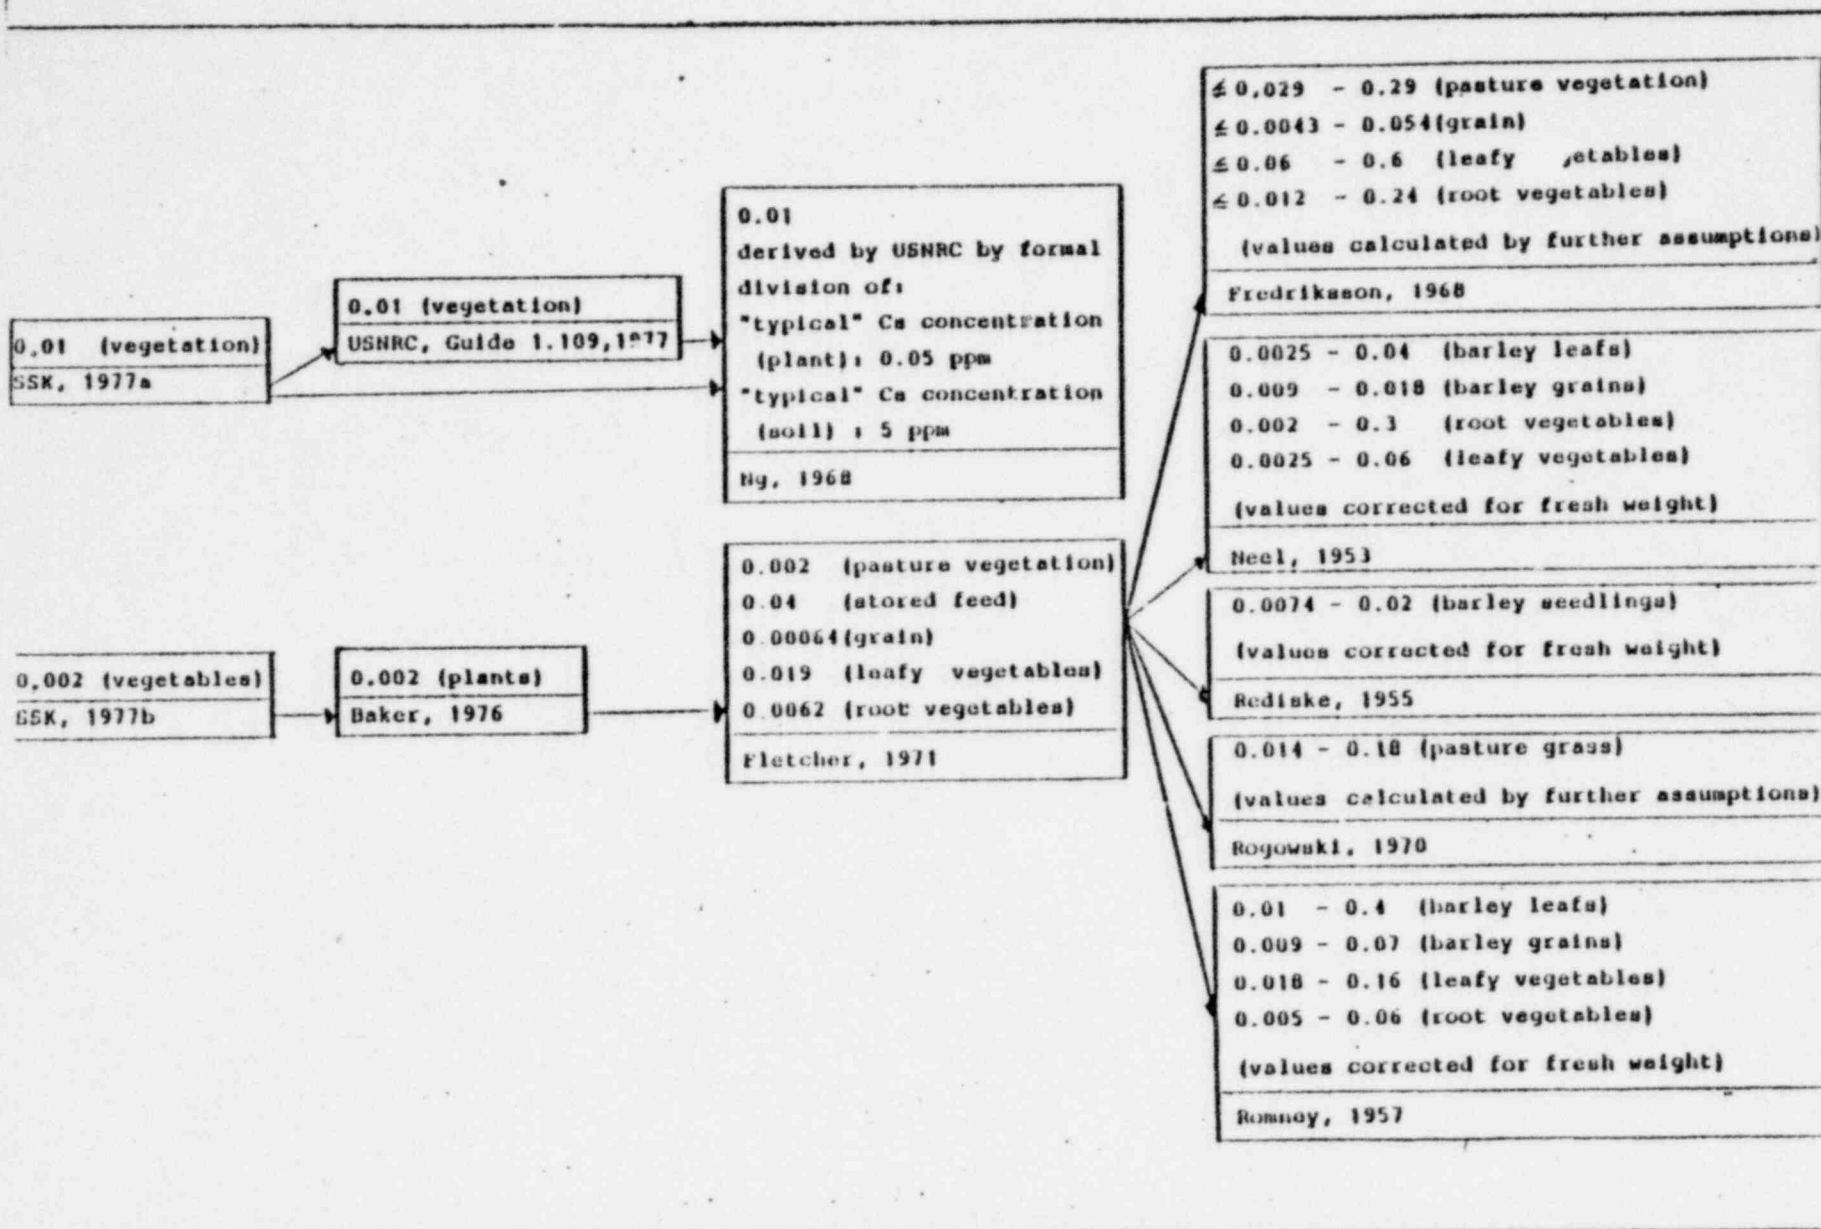 0.01 (vegetation)
SSK, 1977a
0.01 (vegetation)
USNRC, Guide 1.109,1977
0.01
derived by USNRC by formal
division of:
"typical" Cs concentration
(plant): 0.05 ppm
"typical" Cs concentration
(soil) : 5 ppm
Ng, 1968
0.002 (vegetables)
SSK, 1977b
0.002 (plants)
Baker, 1976
0.002 (pasture vegetation)
0.04 (stored feed)
0.00064(grain)
0.019 (leafy vegetables)
0.0062 (root vegetables)
Fletcher, 1971
≤ 0.029 - 0.29 (pasture vegetation)
≤ 0.0043 - 0.054(grain)
≤ 0.06 - 0.6 (leafy etables)
≤ 0.012 - 0.24 (root vegetables)
(values calculated by further assumptions)
Fredriksson, 1968
0.0025 - 0.04 (barley leafs)
0.009 - 0.018 (barley grains)
0.002 - 0.3 (root vegetables)
0.0025 - 0.06 (leafy vegetables)
(values corrected for fresh weight)
Neel, 1953
0.0074 - 0.02 (barley seedlings)
(values corrected for fresh weight)
Rediske, 1955
0.014 - 0.18 (pasture grass)
(values calculated by further assumptions)
Rogowski, 1970
0.01 - 0.4 (barley leafs)
0.009 - 0.07 (barley grains)
0.018 - 0.16 (leafy vegetables)
0.005 - 0.06 (root vegetables)
(values corrected for fresh weight)
Romney, 1957